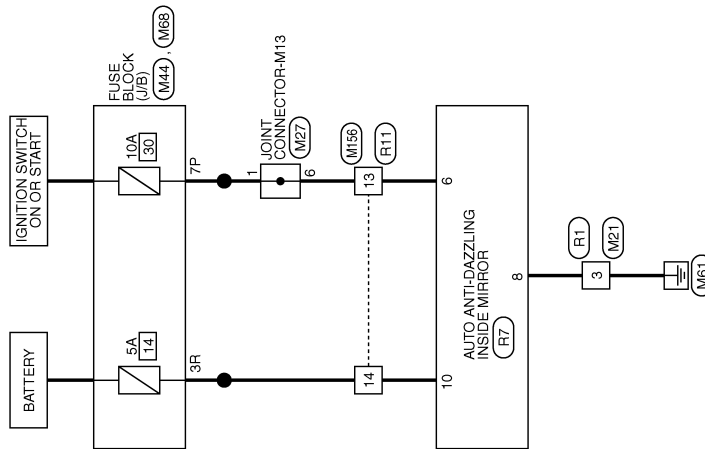 IGNITION SWITCH
ON OR START
BATTERY
FUSE
BLOCK
(J/B)
M44 , M68
10A
30
5A
14
7P
3R
1
JOINT
CONNECTOR-M13
M27
6
M156
13
R11
14
6
10
AUTO ANTI-DAZZLING
INSIDE MIRROR
R7
8
R1
3
M21
M61